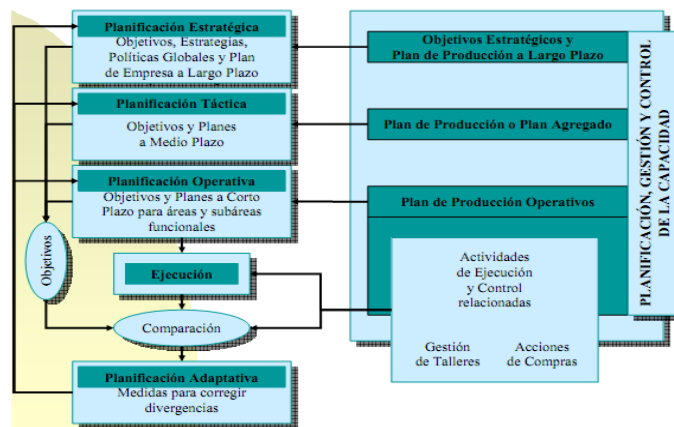 Planificación Estratégica
Objetivos, Estrategias,
Políticas Globales y Plan
de Empresa a Largo Plazo
Planificación Táctica
Objetivos y Planes
a Medio Plazo
Planificación Operativa
Objetivos y Planes a Corto
Plazo para áreas y subáreas
funcionales
Objetivos
Ejecución
Comparación
Planificación Adaptativa
Medidas para corregir
divergencias
Objetivos Estratégicos y
Plan de Producción a Largo Plazo
Plan de Producción o Plan Agregado
Plan de Producción Operativos
Actividades
de Ejecución
y Control
relacionadas
Gestión
de Talleres
Acciones
de Compras
PLANIFICACIÓN, GESTIÓN Y CONTROL
DE LA CAPACIDAD